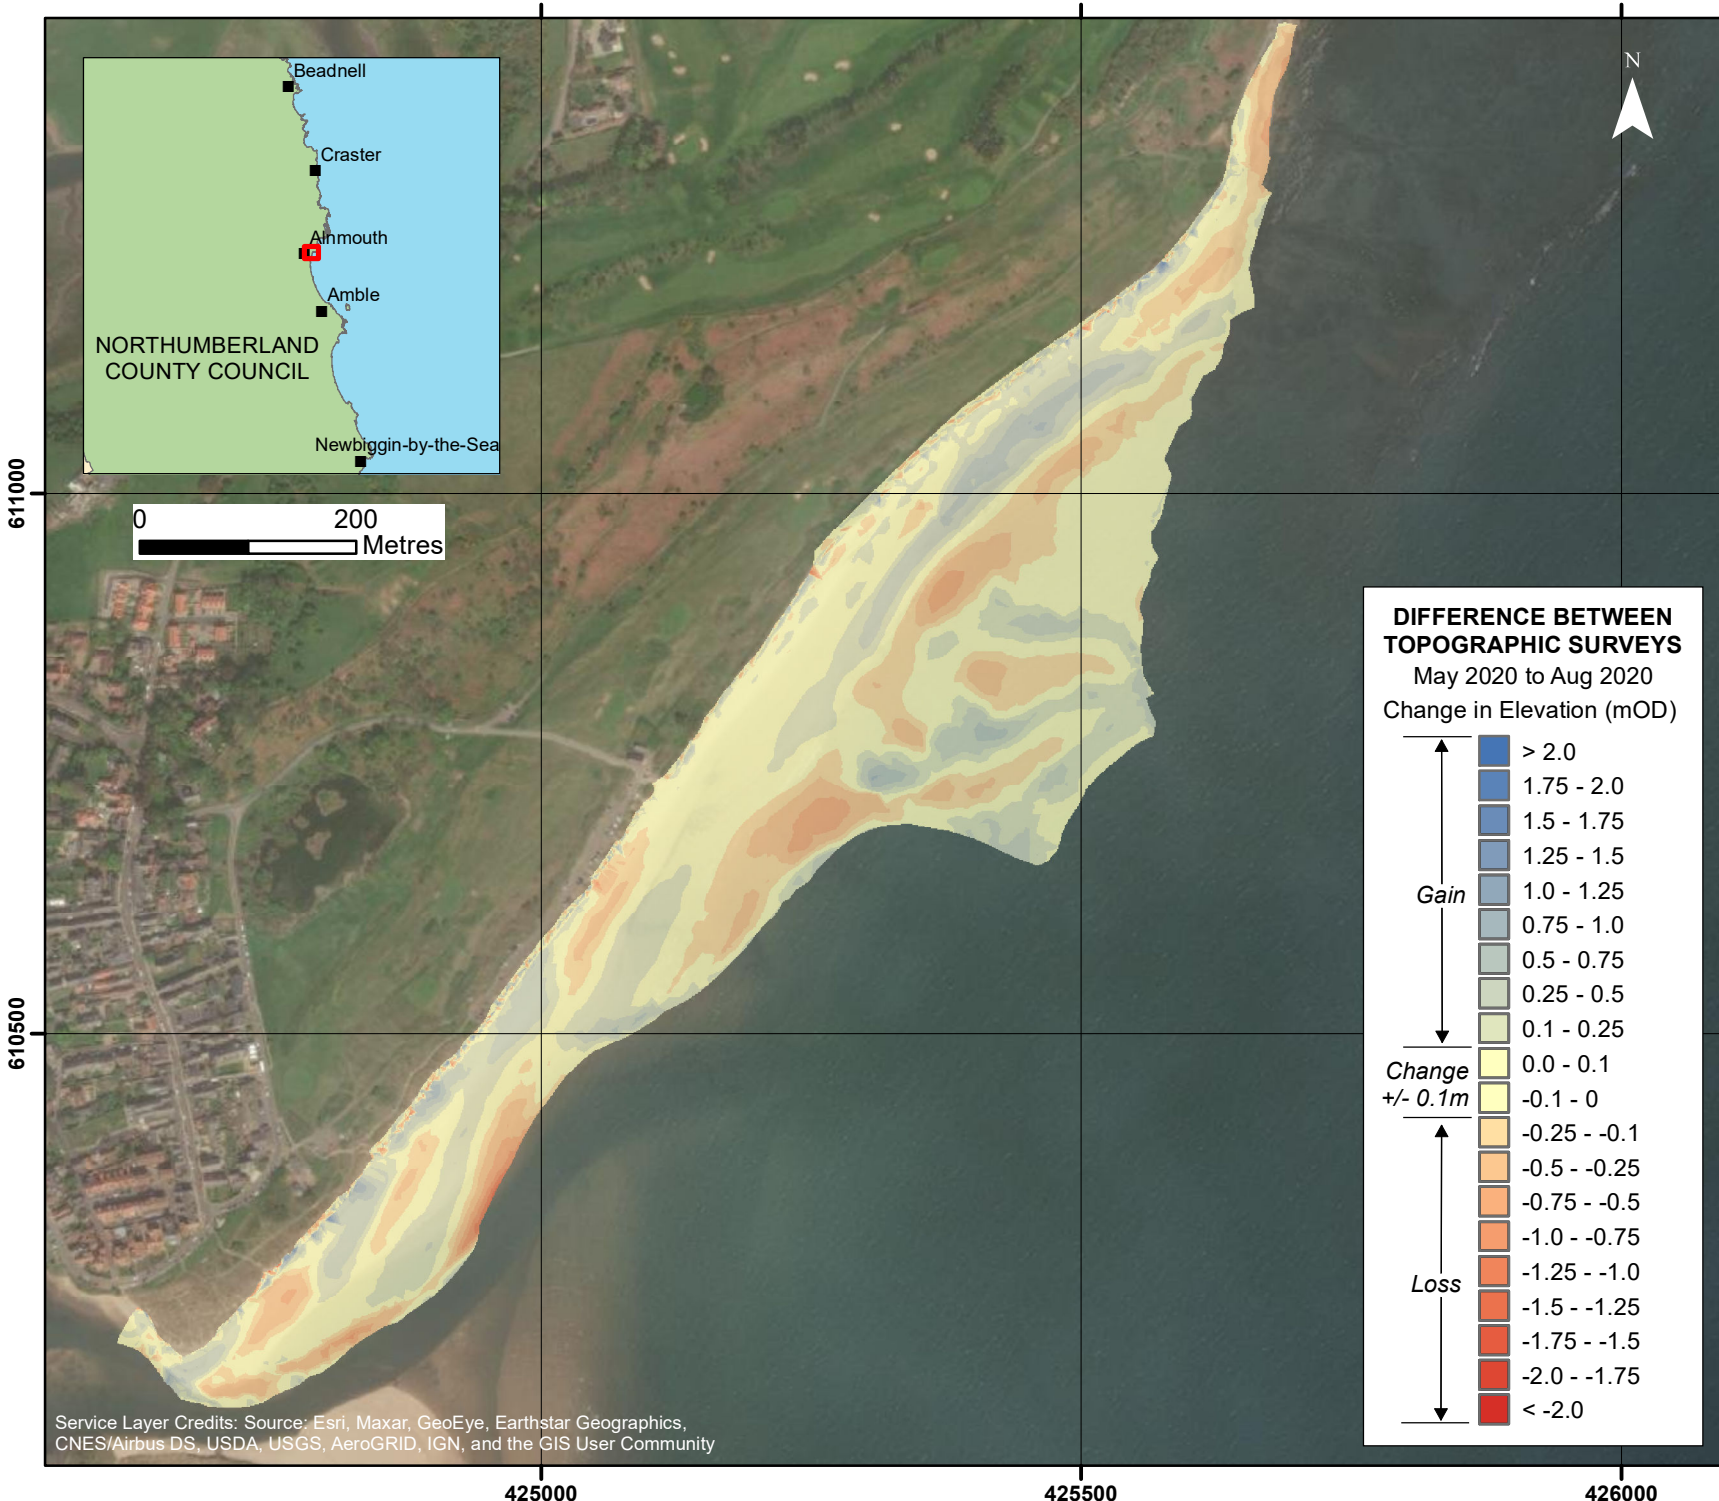 Beadnell
Craster
Alnmouth
Amble
NORTHUMBERLAND
COUNTY COUNCIL
Newbiggin-by-the-Sea
N
0 200
Metres
611000
610500
425000 425500 426000
DIFFERENCE BETWEEN
TOPOGRAPHIC SURVEYS
May 2020 to Aug 2020
Change in Elevation (mOD)
> 2.0
1.75 - 2.0
1.5 - 1.75
1.25 - 1.5
Gain
1.0 - 1.25
0.75 - 1.0
0.5 - 0.75
0.25 - 0.5
0.1 - 0.25
Change
+/- 0.1m
0.0 - 0.1
-0.1 - 0
-0.25 - -0.1
-0.5 - -0.25
-0.75 - -0.5
-1.0 - -0.75
Loss
-1.25 - -1.0
-1.5 - -1.25
-1.75 - -1.5
-2.0 - -1.75
< -2.0
Service Layer Credits: Source: Esri, Maxar, GeoEye, Earthstar Geographics,
CNES/Airbus DS, USDA, USGS, AeroGRID, IGN, and the GIS User Community